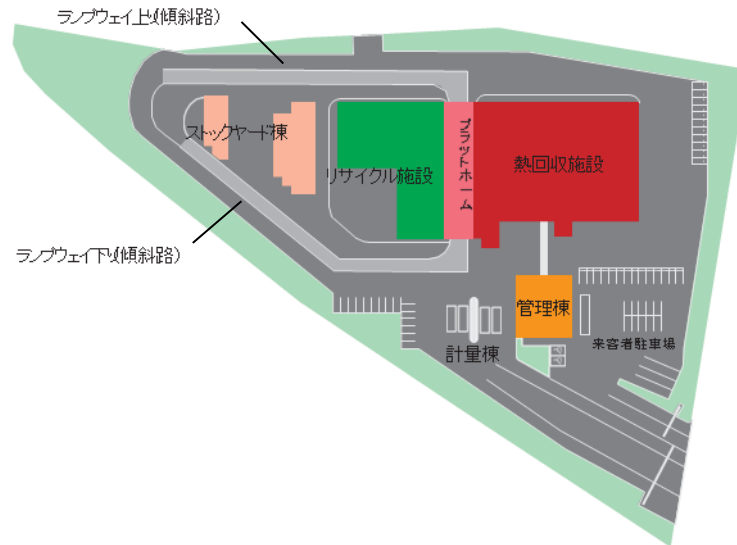 ランプウェイ上り(傾斜路)
ストックヤード棟
プラットホーム
リサイクル施設
熱回収施設
ランプウェイ下り(傾斜路)
管理棟
計量棟
来客者駐車場